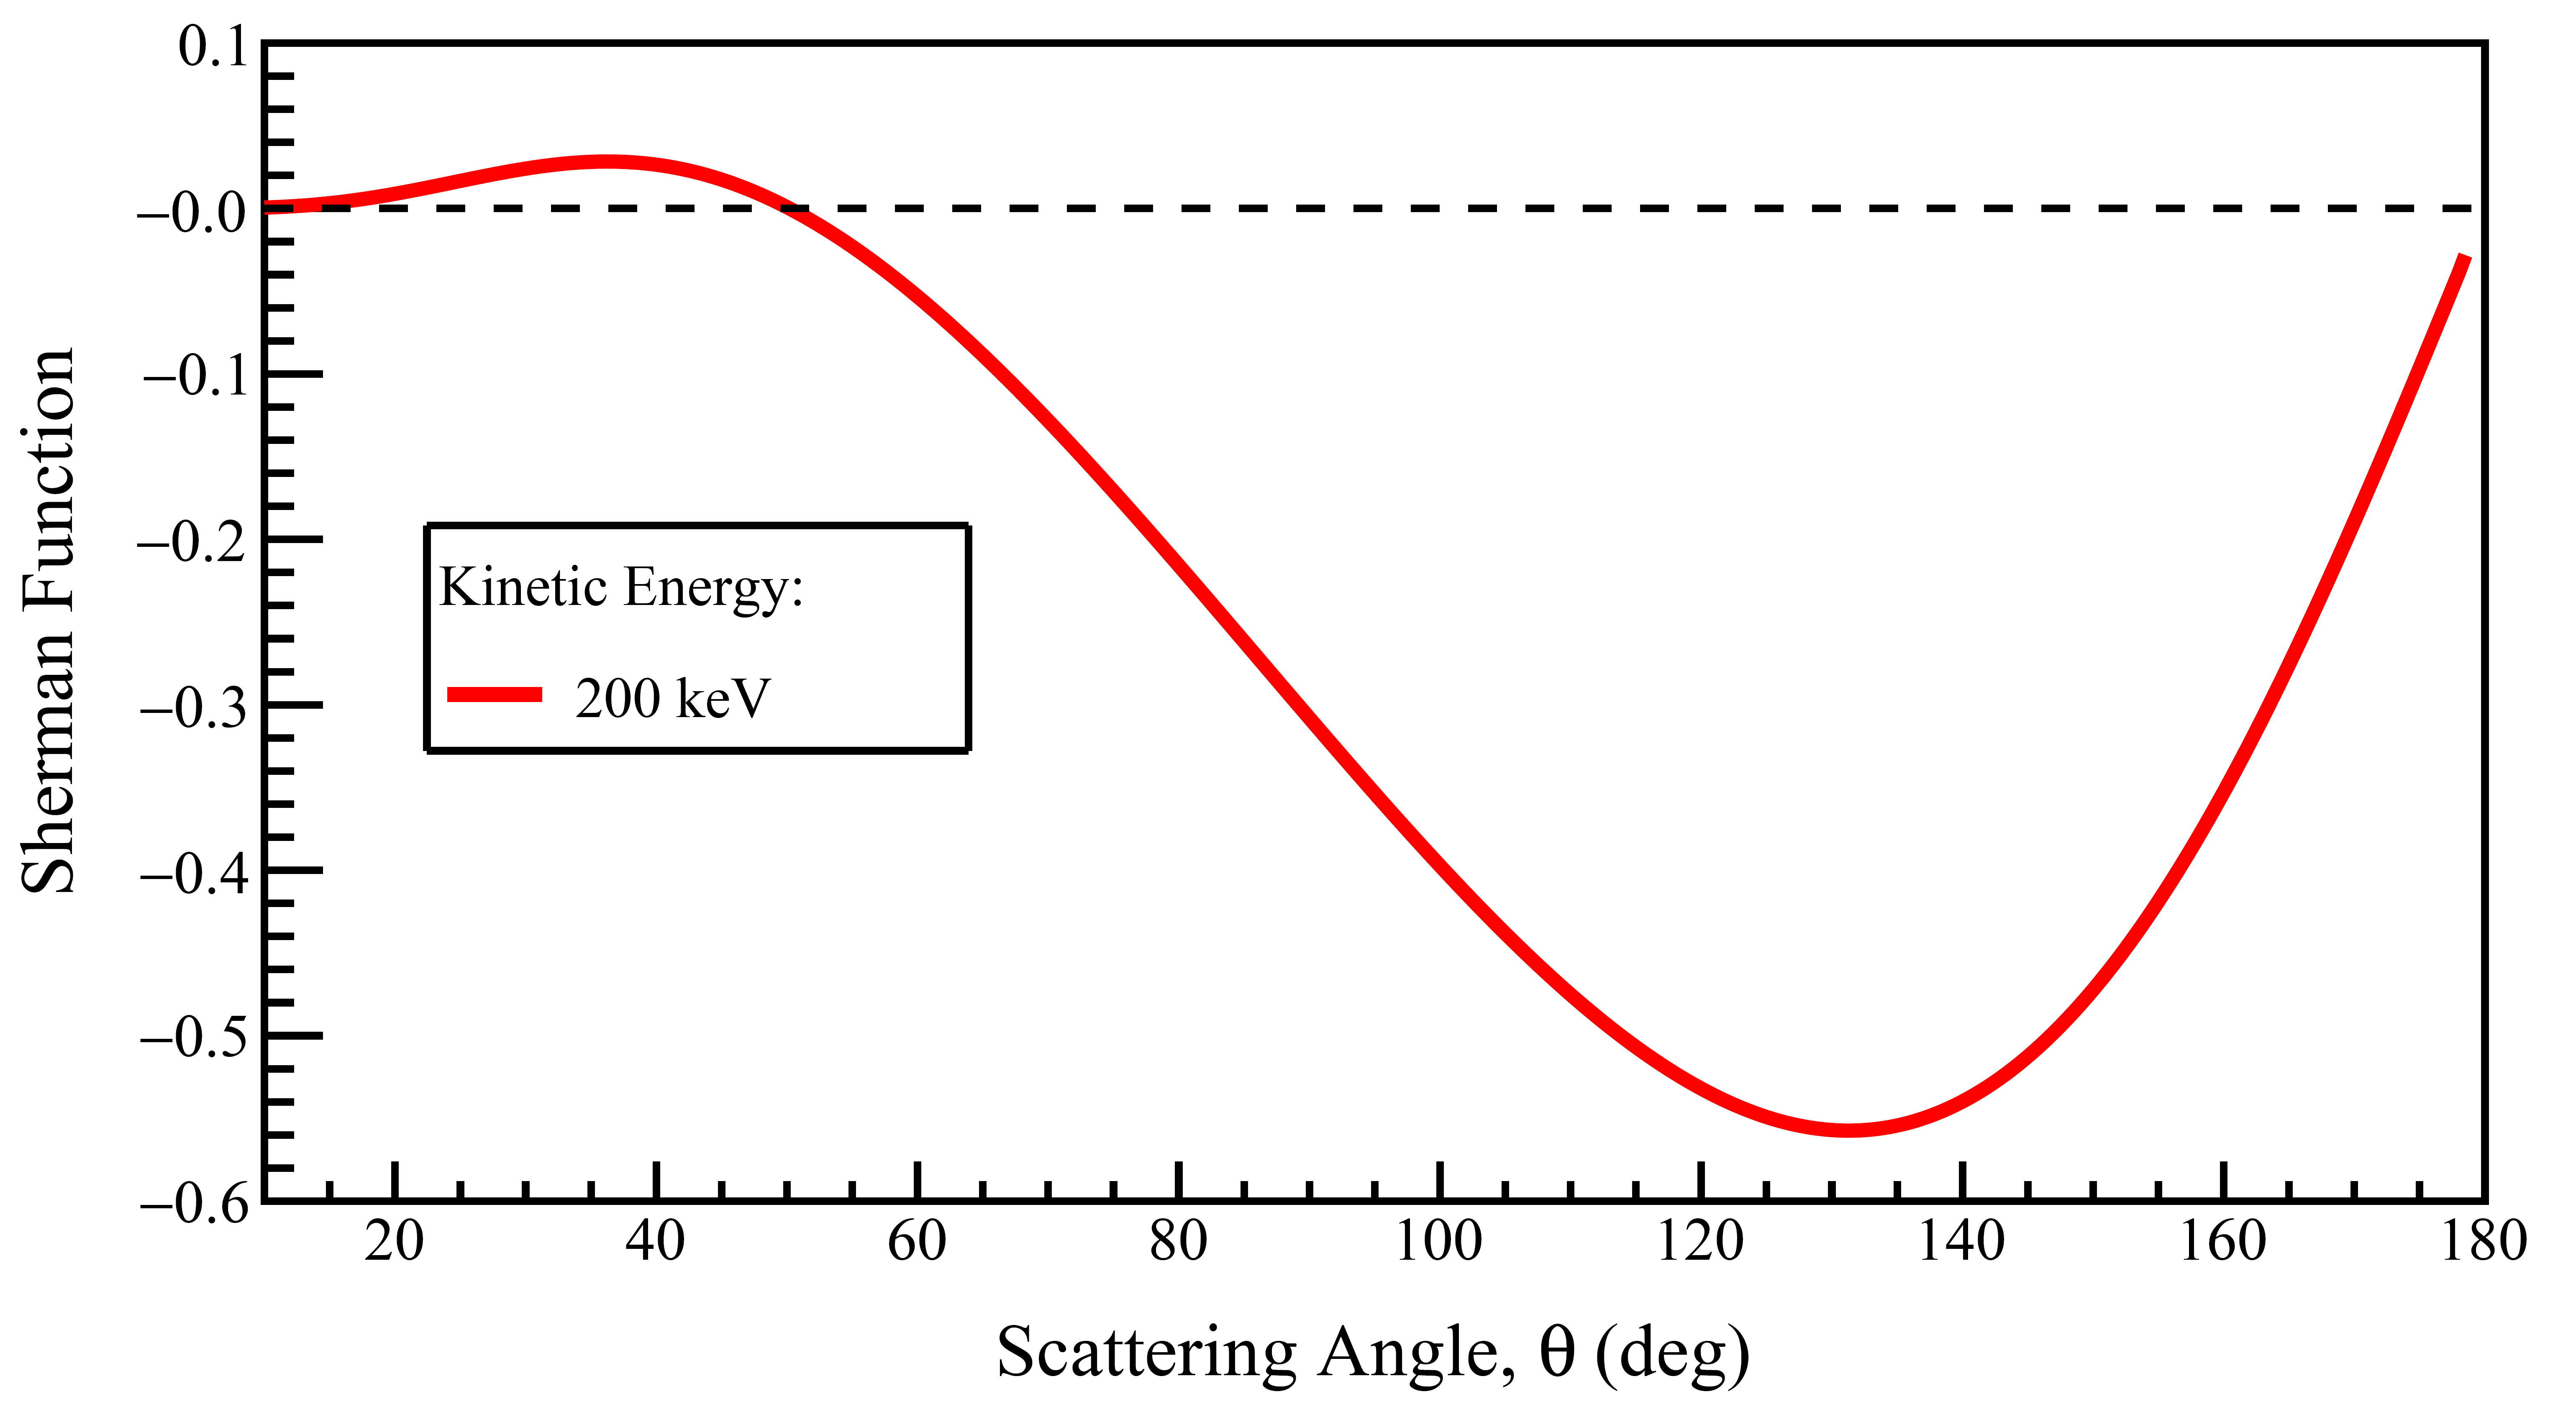 Sherman Function
0.1
−0.0
−0.1
−0.2
−0.3
−0.4
−0.5
−0.6
Kinetic Energy:
200 keV
20 40 60 80 100 120 140 160 180
Scattering Angle, θ (deg)